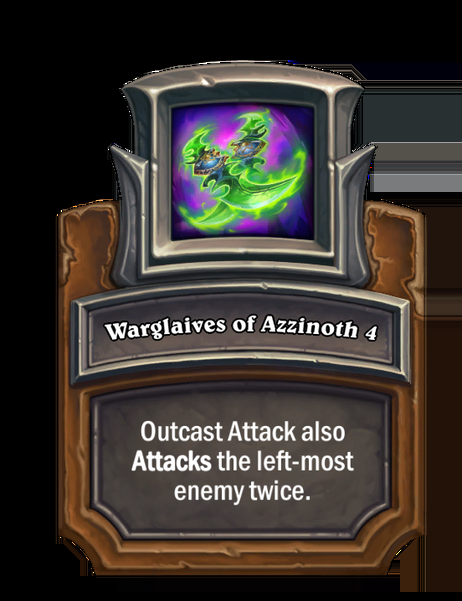 Warglaives of Azzinoth 4
Outcast Attack also
Attacks the left-most
enemy twice.